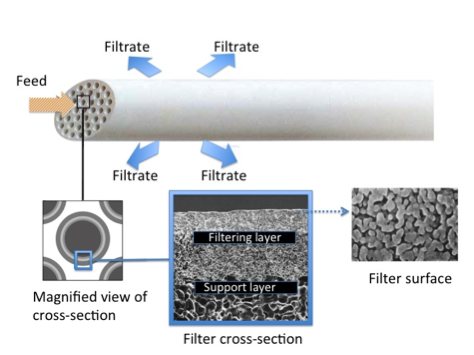 Filtrate
Filtrate
Feed
Filtrate
Filtrate
Filtering layer
Support layer
Filter surface
Magnified view of
cross-section
Filter cross-section